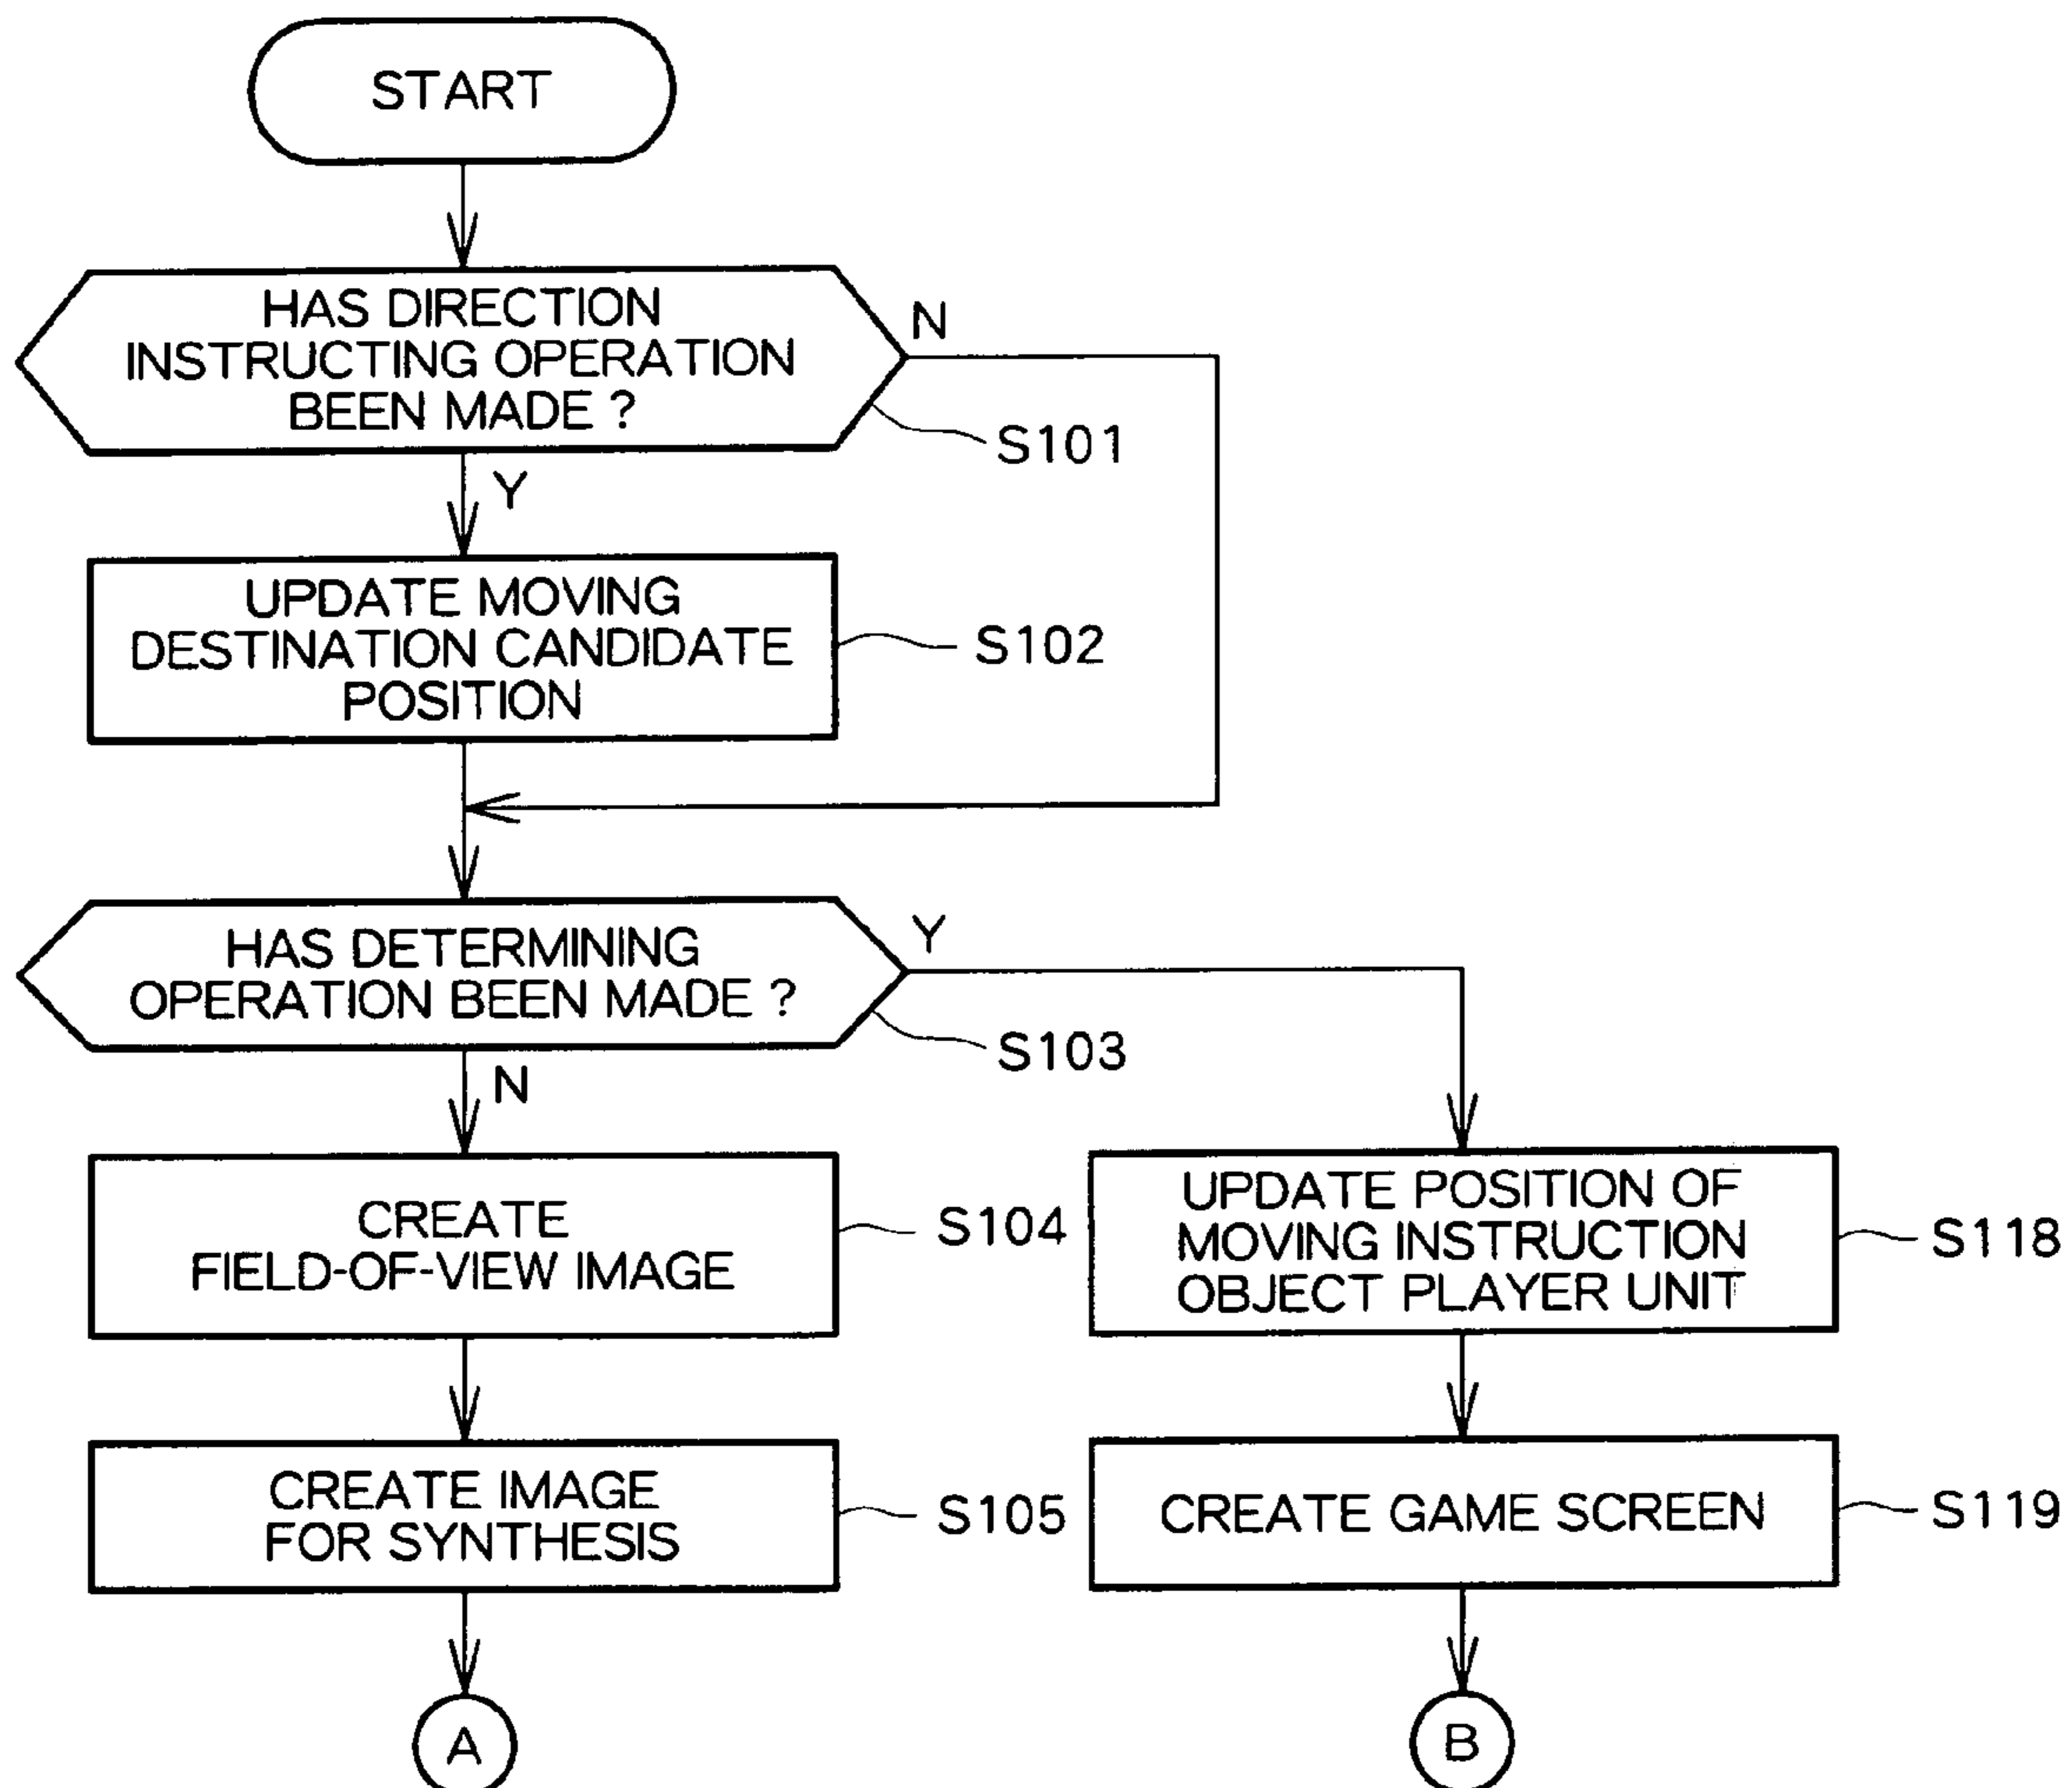 START
HAS DIRECTION
INSTRUCTING OPERATION
BEEN MADE ?
N
S101
Y
UPDATE MOVING
DESTINATION CANDIDATE
POSITION
S102
HAS DETERMINING
OPERATION BEEN MADE ?
Y
S103
N
CREATE
FIELD-OF-VIEW IMAGE
S104
UPDATE POSITION OF
MOVING INSTRUCTION
OBJECT PLAYER UNIT
S118
CREATE IMAGE
FOR SYNTHESIS
S105
CREATE GAME SCREEN
S119
A
B